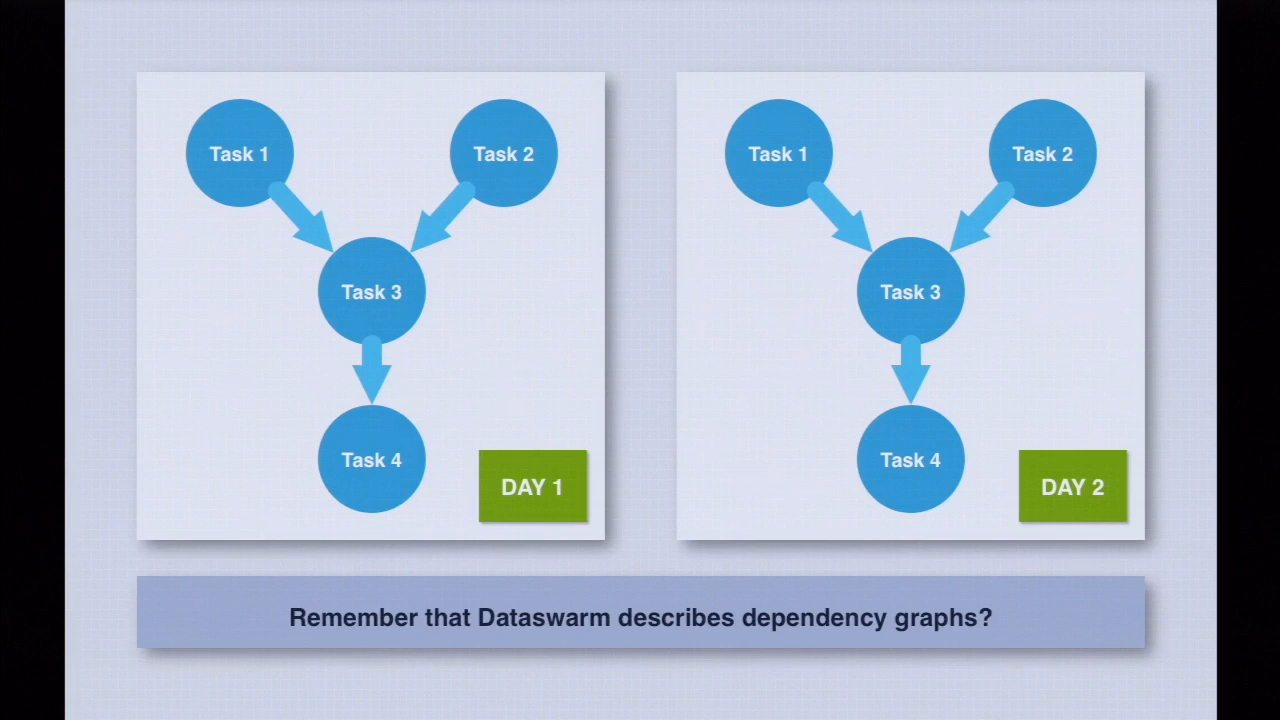 Task 1
Task 2
Task 3
Task 4
DAY 1
Task 1
Task 2
Task 3
Task 4
DAY 2
Remember that Dataswarm describes dependency graphs?